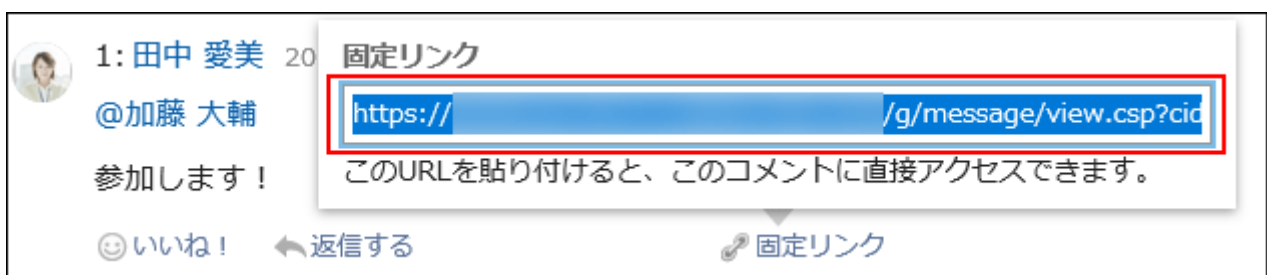 1: 田中 愛美 20
固定リンク
@加藤 大輔
https:// /g/message/view.csp?cid
参加します！
このURLを貼り付けると、このコメントに直接アクセスできます。
いいね！ 返信する 固定リンク